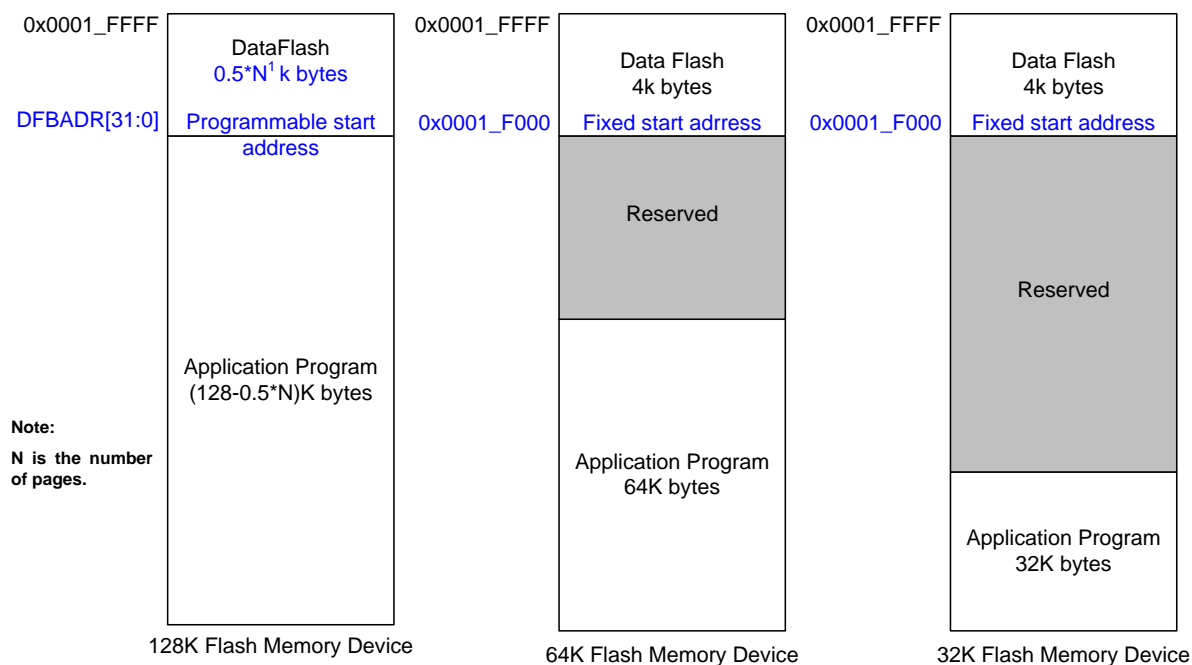 0x0001_FFFF
DataFlash
0.5*N¹ k bytes
DFBADR[31:0]
Programmable start
address
Application Program
(128-0.5*N)K bytes
Note:
N is the number
of pages.
128K Flash Memory Device
0x0001_FFFF
Data Flash
4k bytes
0x0001_F000
Fixed start adrress
Reserved
Application Program
64K bytes
64K Flash Memory Device
0x0001_FFFF
Data Flash
4k bytes
0x0001_F000
Fixed start address
Reserved
Application Program
32K bytes
32K Flash Memory Device